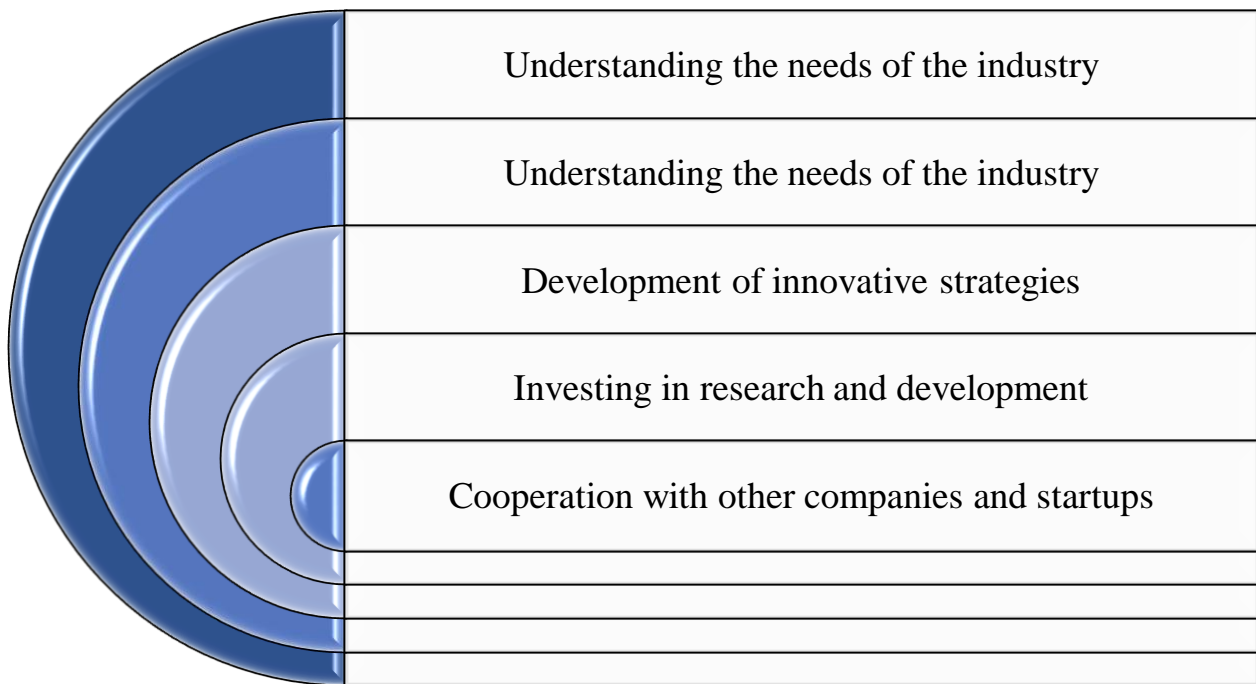 Understanding the needs of the industry
Understanding the needs of the industry
Development of innovative strategies
Investing in research and development
Cooperation with other companies and startups